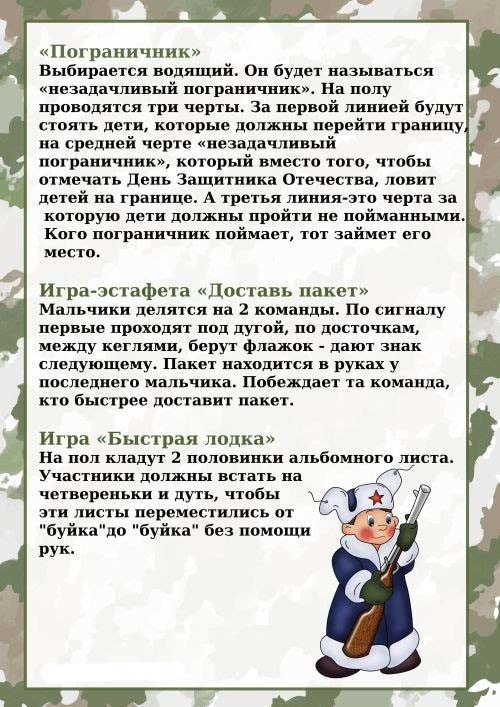 «Пограничник»
Выбирается водящий. Он будет называться
«незадачливый пограничник». На полу
проводятся три черты. За первой линией будут
стоять дети, которые должны перейти границу,
на средней черте «незадачливый
пограничник», который вместо того, чтобы
отмечать День Защитника Отечества, ловит
детей на границе. А третья линия-это черта за
которую дети должны пройти не пойманными.
Кого пограничник поймает, тот займет его
место.
Игра-эстафета «Доставь пакет»
Мальчики делятся на 2 команды. По сигналу
первые проходят под дугой, по досточкам,
между кеглями, берут флажок - дают знак
следующему. Пакет находится в руках у
последнего мальчика. Побеждает та команда,
кто быстрее доставит пакет.
Игра «Быстрая лодка»
На пол кладут 2 половинки альбомного листа.
Участники должны встать на
четвереньки и дуть, чтобы
эти листы переместились от
"буйка"до "буйка" без помощи
рук.